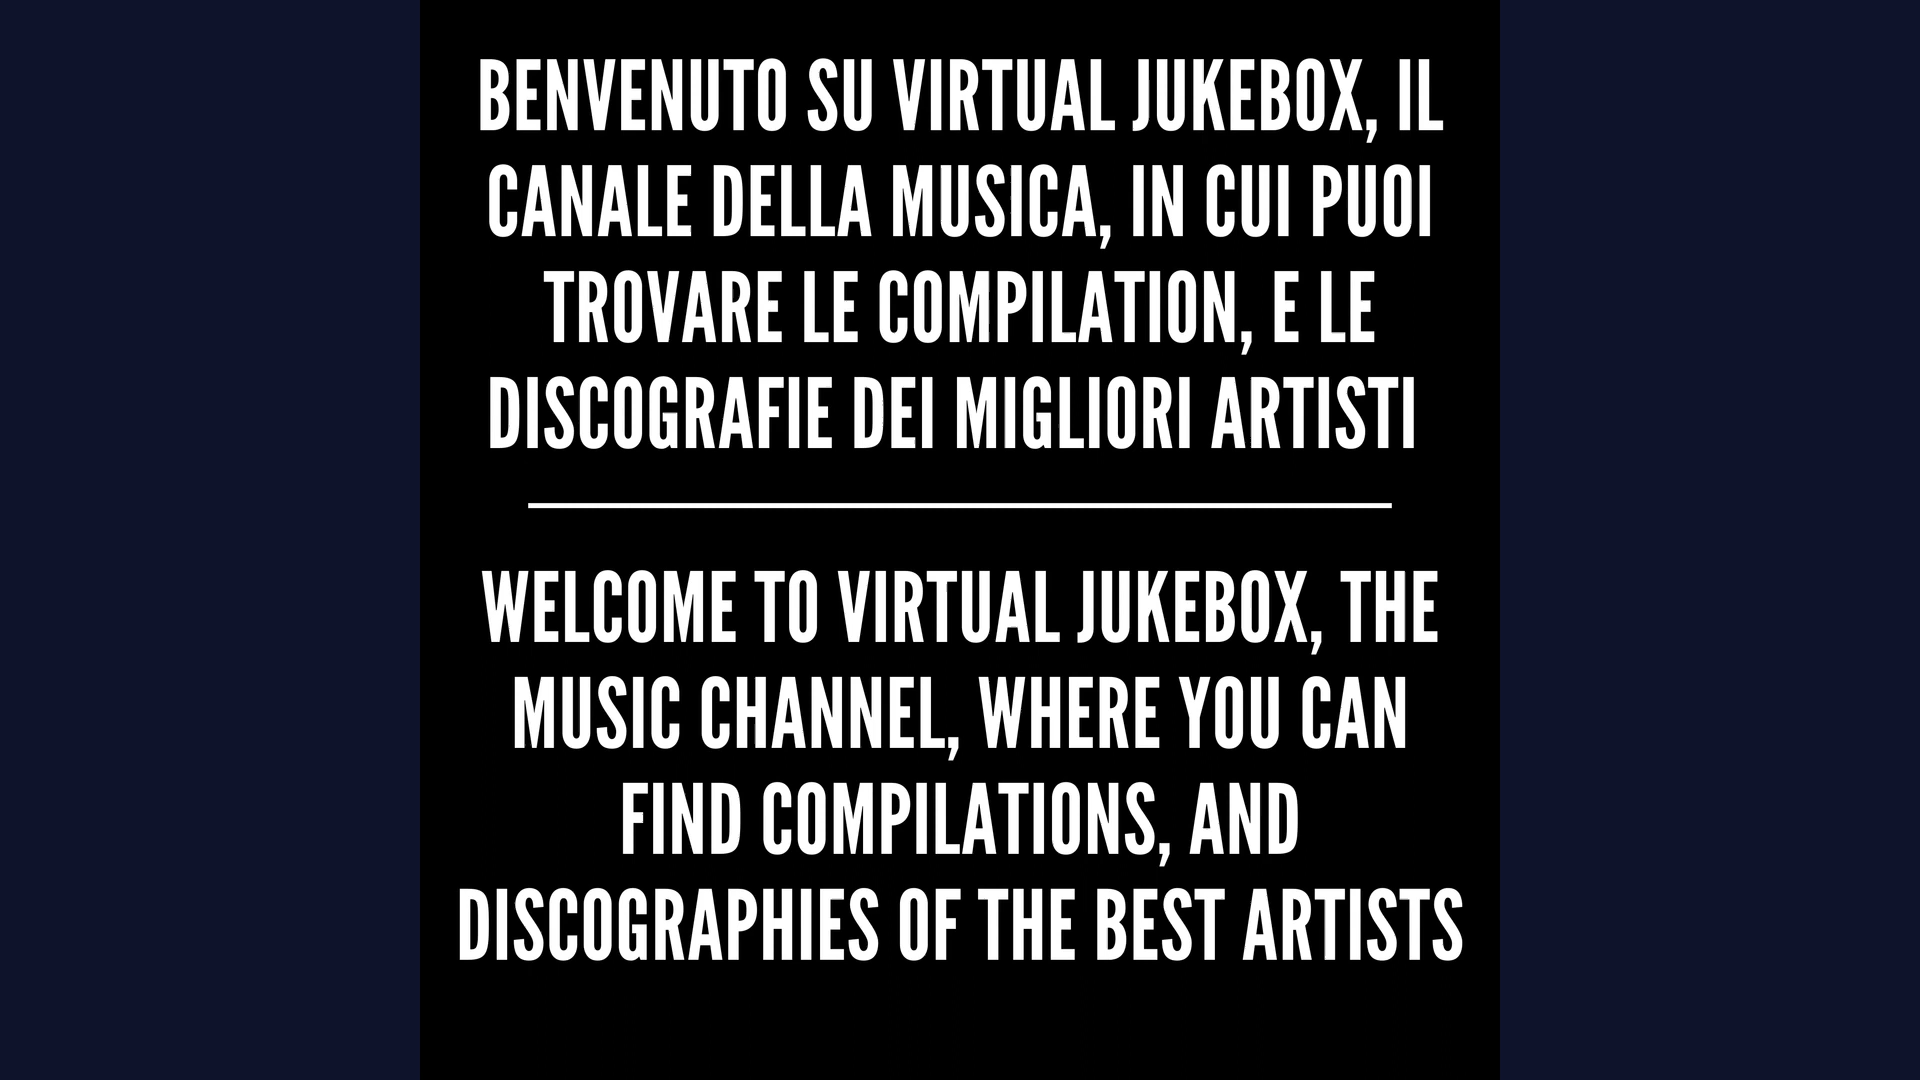 BENVENUTO SU VIRTUAL JUKEBOX, IL
CANALE DELLA MUSICA, IN CUI PUOI
TROVARE LE COMPILATION, E LE
DISCOGRAFIE DEI MIGLIORI ARTISTI
WELCOME TO VIRTUAL JUKEBOX, THE
MUSIC CHANNEL, WHERE YOU CAN
FIND COMPILATIONS, AND
DISCOGRAPHIES OF THE BEST ARTISTS